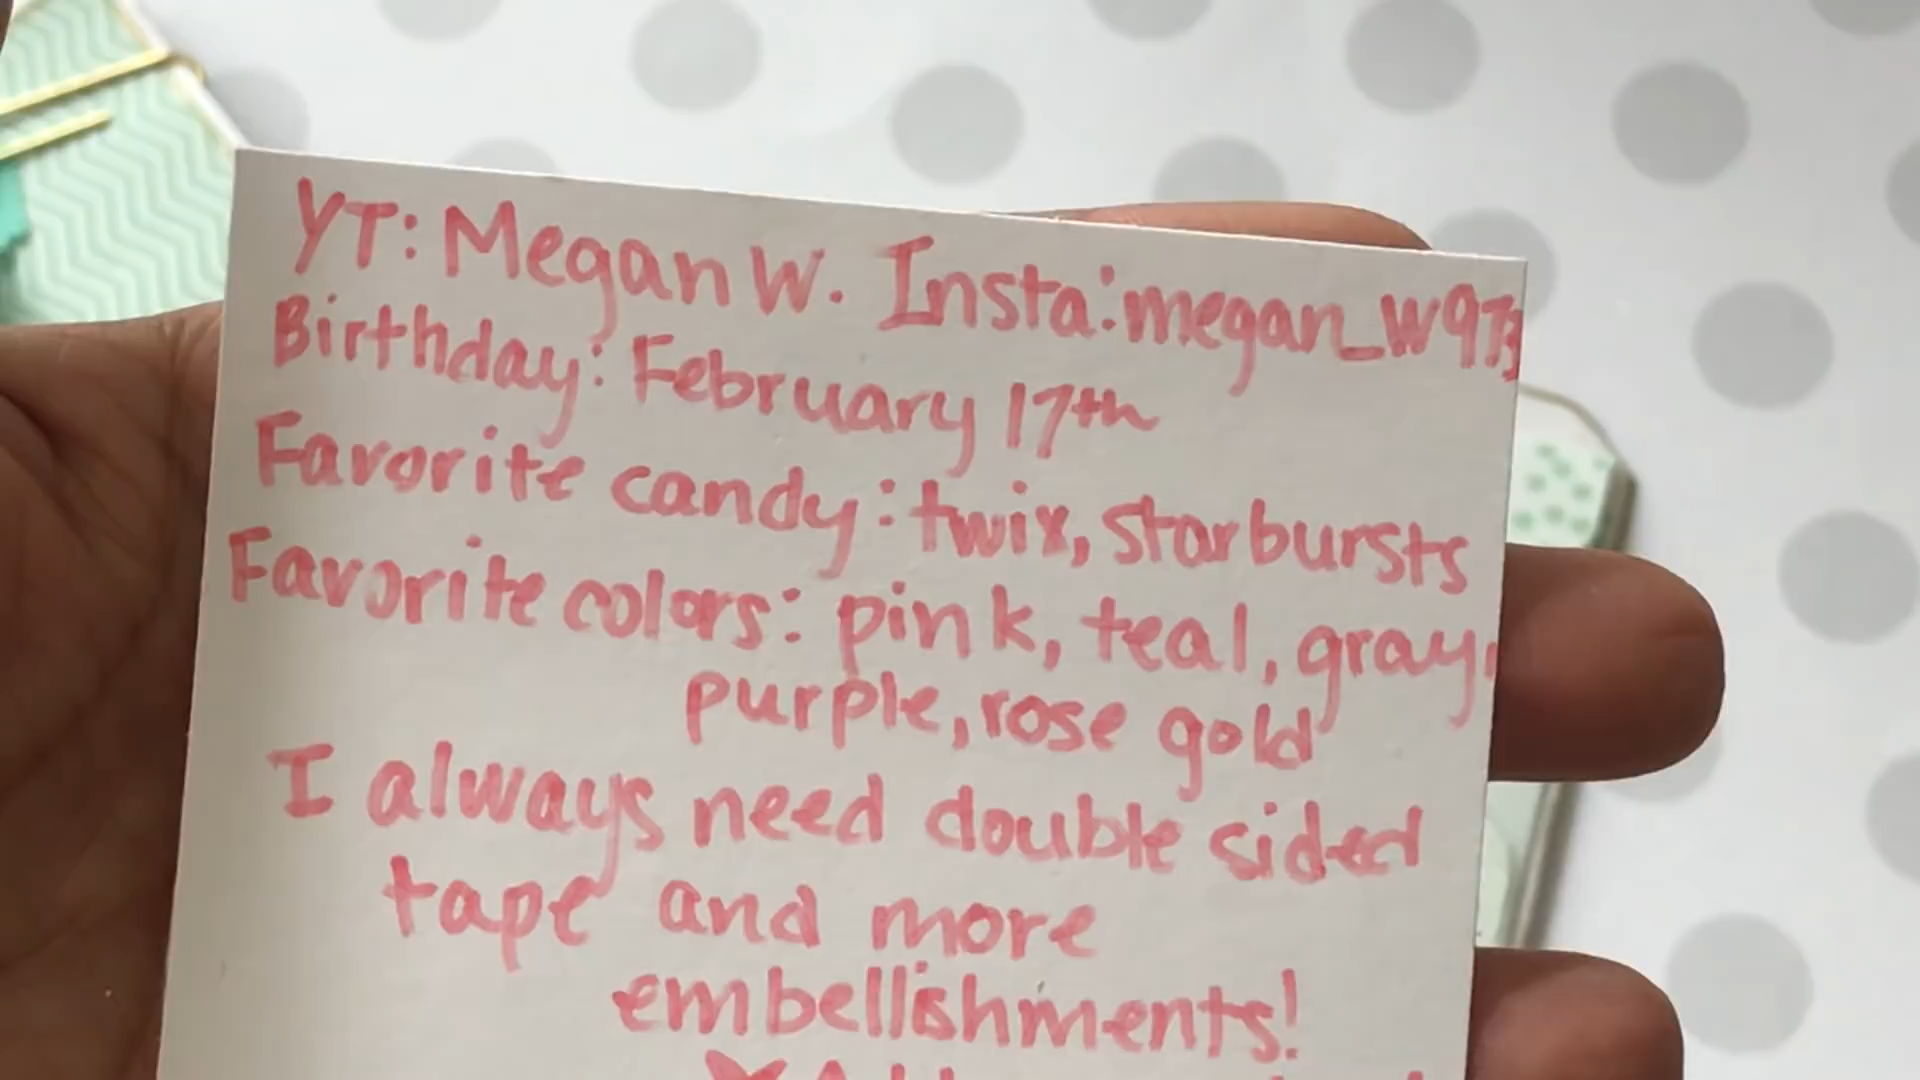 YT: Megan W. Insta: megan_W973
Birthday: February 17th
Favorite candy: twix, starbursts
Favorite colors: pink, teal, gray,
purple, rose gold
I always need double sided
tape and more
embellishments!